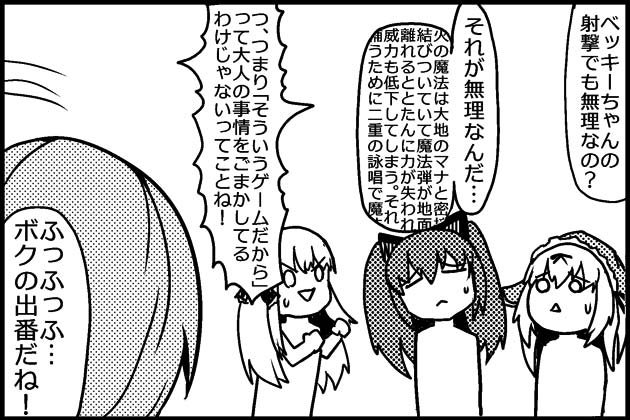 ベッキーちゃんの
射撃でも無理なの?
それが無理なんだ…
火の魔法は大地のマナと密接
結びついていて魔法弾が地面
離れるととたんに力が失われ
威力も低下してしまう。それ
補うために二重の詠唱で魔
つ、つまり「そういうゲームだから」
って大人の事情をごまかしてる
わけじゃないってことね!
ふっふっふ…
ボクの出番だね!